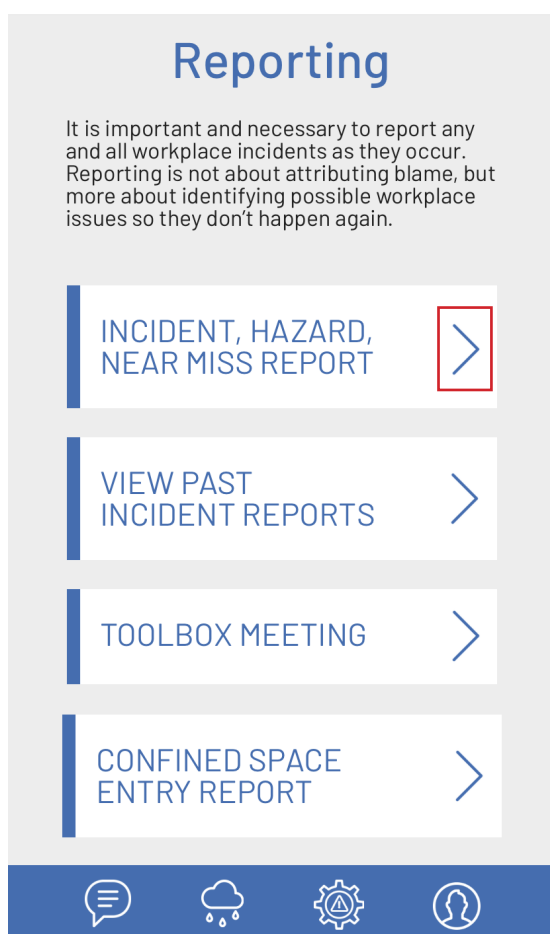 Reporting
It is important and necessary to report any
and all workplace incidents as they occur.
Reporting is not about attributing blame, but
more about identifying possible workplace
issues so they don’t happen again.
INCIDENT, HAZARD,
NEAR MISS REPORT
VIEW PAST
INCIDENT REPORTS
TOOLBOX MEETING
CONFINED SPACE
ENTRY REPORT